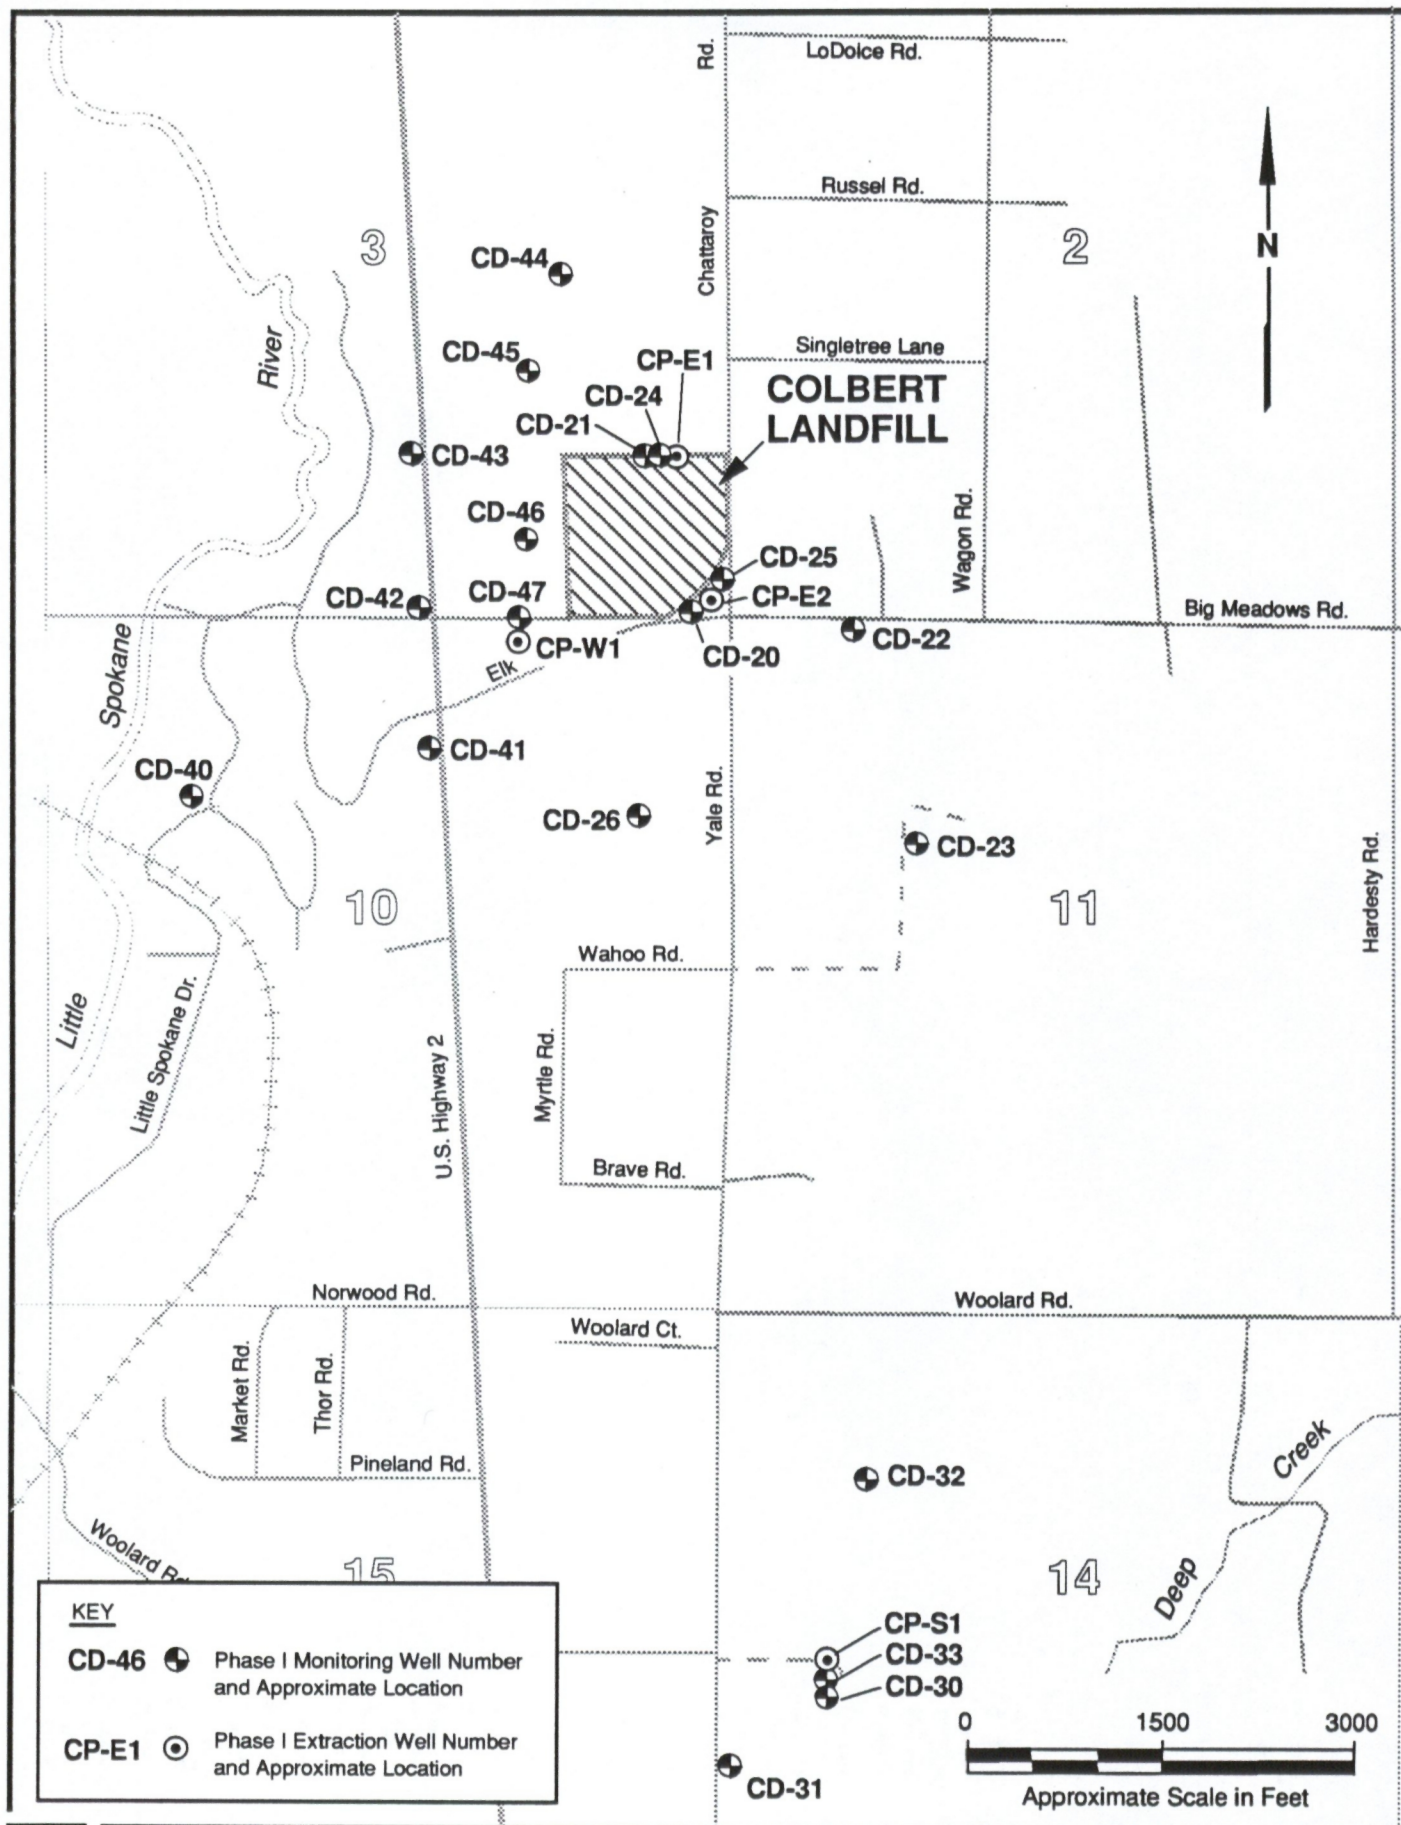 LoDolce Rd.
Rd.
Chattaroy
Russel Rd.
3
2
N
CD-44
River
CD-45
CP-E1
Singletree Lane
CD-24
COLBERT
LANDFILL
CD-21
CD-43
CD-46
Wagon Rd.
CD-25
CD-42
CD-47
CP-E2
Big Meadows Rd.
CD-22
CP-W1
CD-20
Elk
Spokane
CD-41
CD-40
Yale Rd.
CD-26
CD-23
Hardesty Rd.
10
11
Wahoo Rd.
Little
Little Spokane Dr.
U.S. Highway 2
Myrtle Rd.
Brave Rd.
Norwood Rd.
Woolard Rd.
Woolard Ct.
Market Rd.
Thor Rd.
Pineland Rd.
Creek
CD-32
Woolard Rd.
15
14
Deep
CP-S1
CD-33
CD-30
CD-31
KEY
CD-46 Phase I Monitoring Well Number
and Approximate Location
CP-E1 Phase I Extraction Well Number
and Approximate Location
0 1500 3000
Approximate Scale in Feet